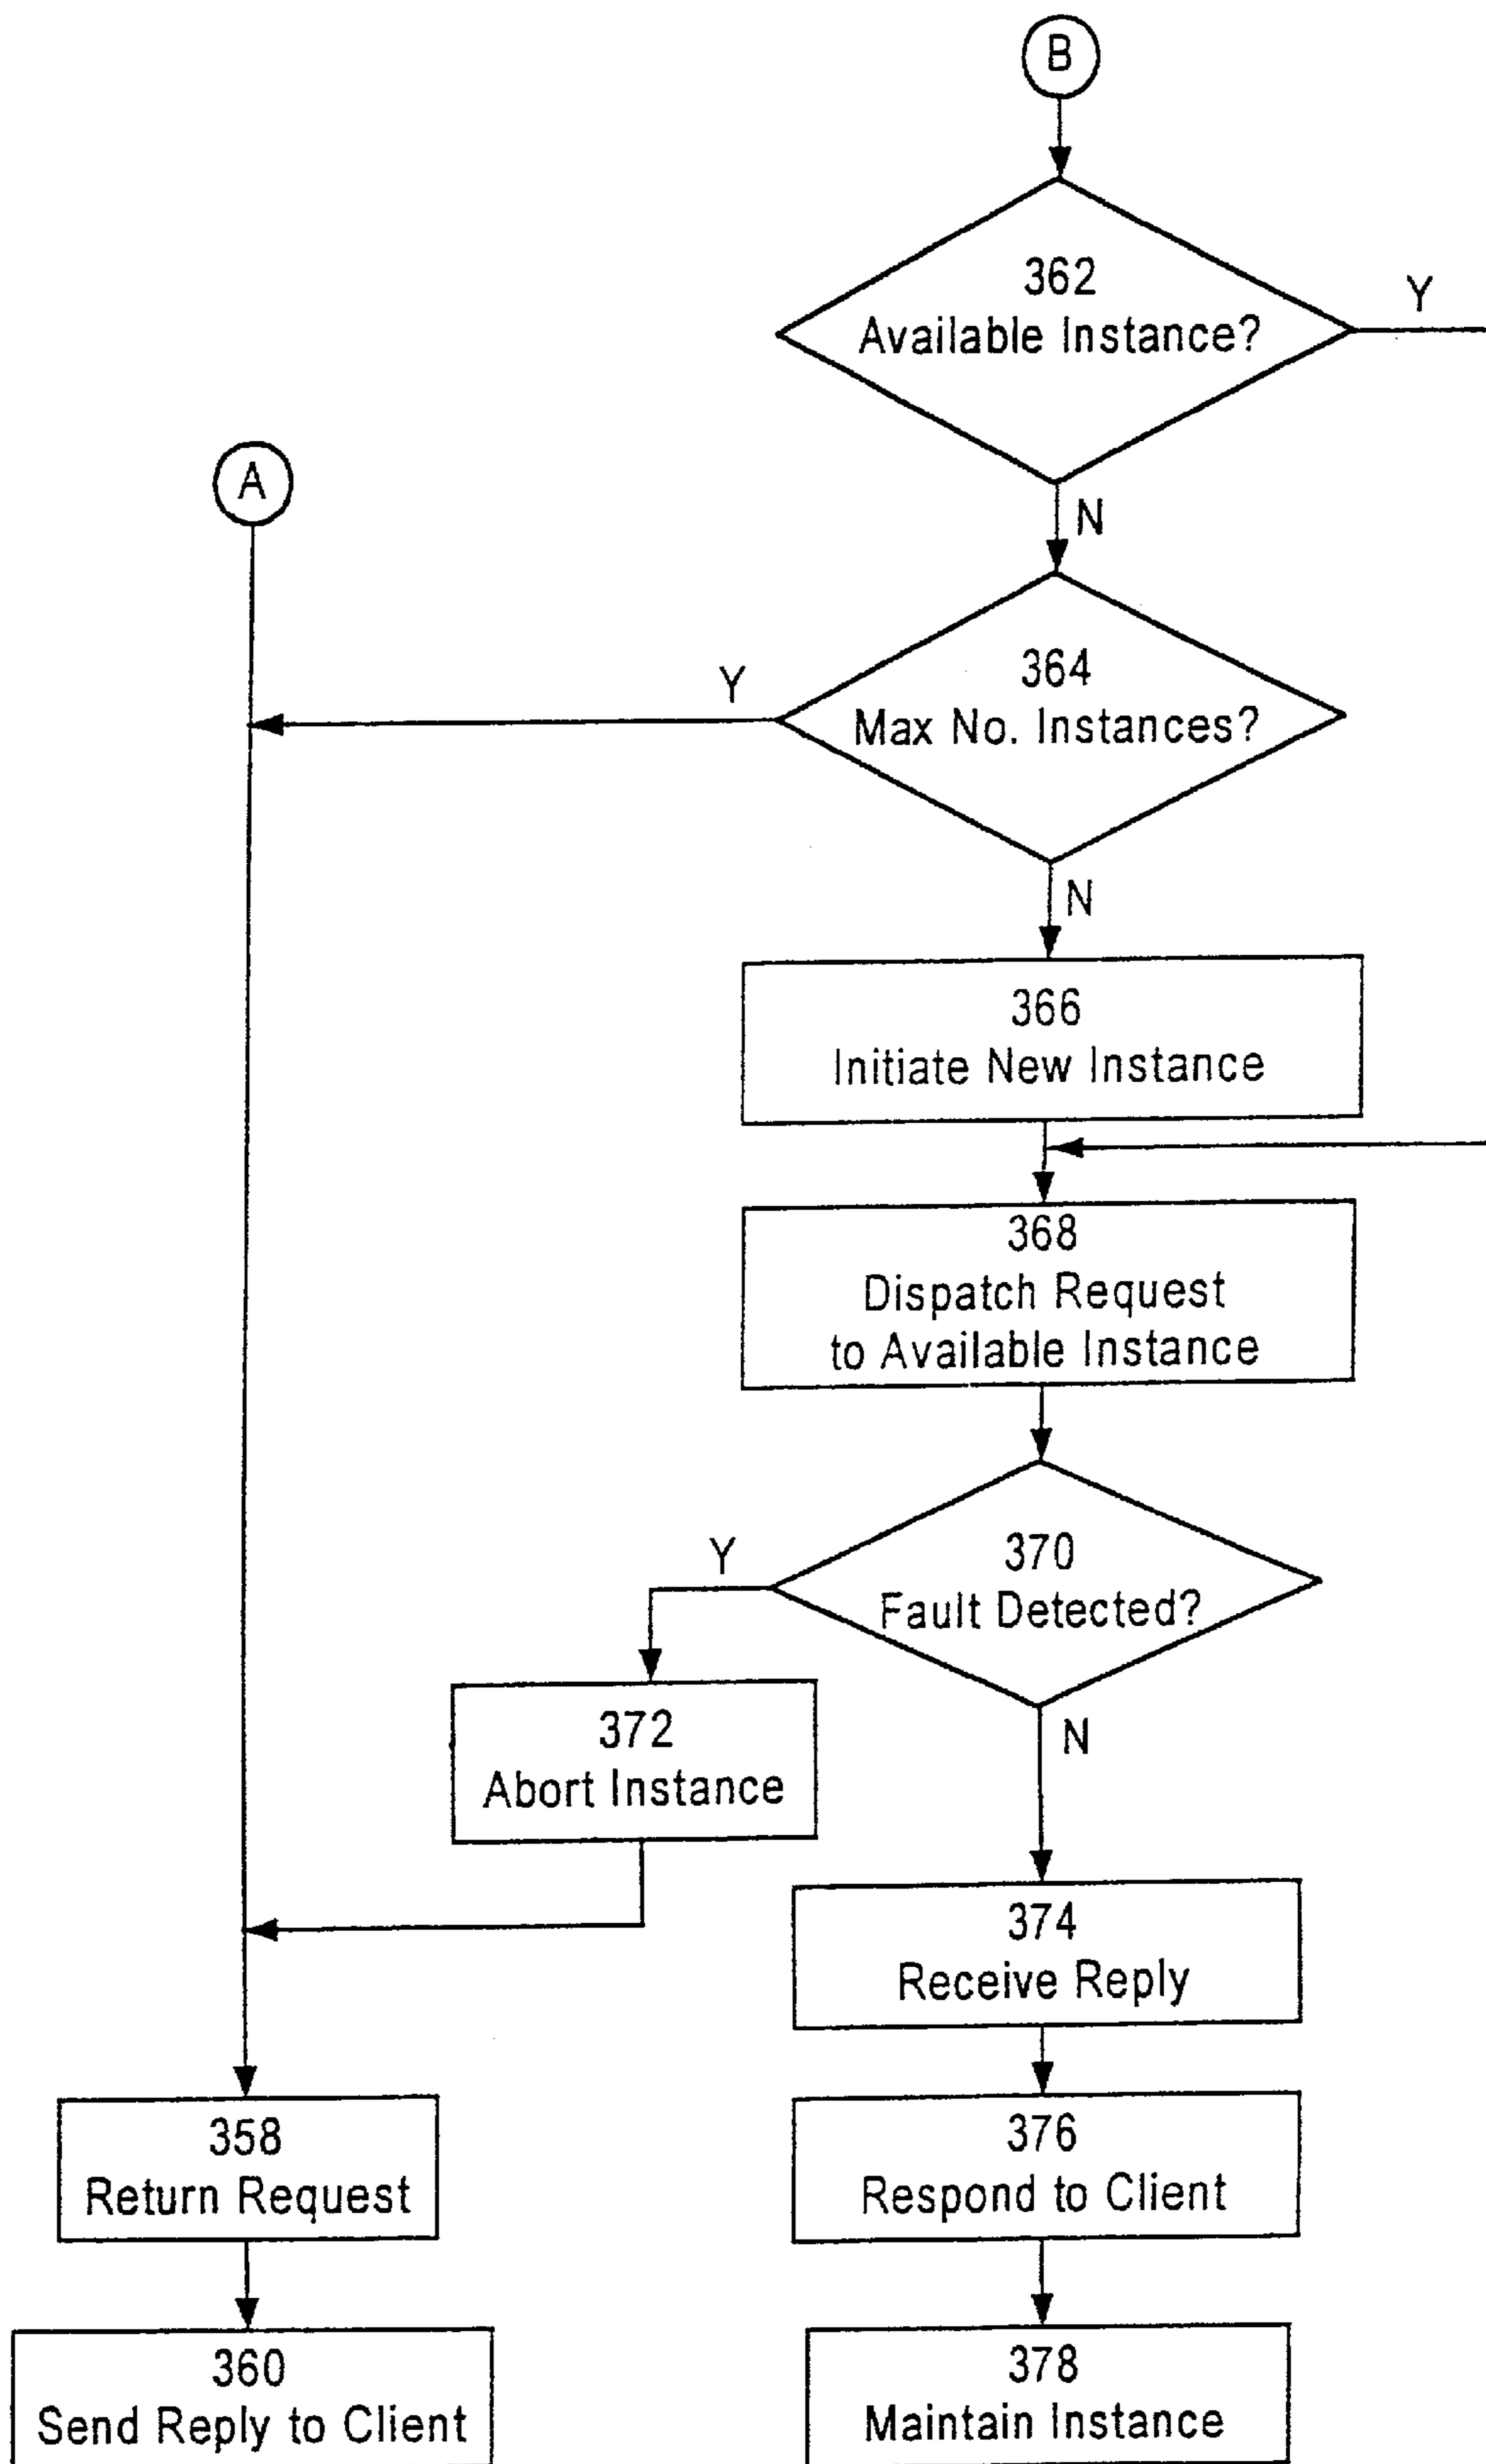 B
362
Available Instance?
Y
N
A
364
Max No. Instances?
Y
N
366
Initiate New Instance
368
Dispatch Request
to Available Instance
370
Fault Detected?
Y
N
372
Abort Instance
374
Receive Reply
358
Return Request
376
Respond to Client
360
Send Reply to Client
378
Maintain Instance